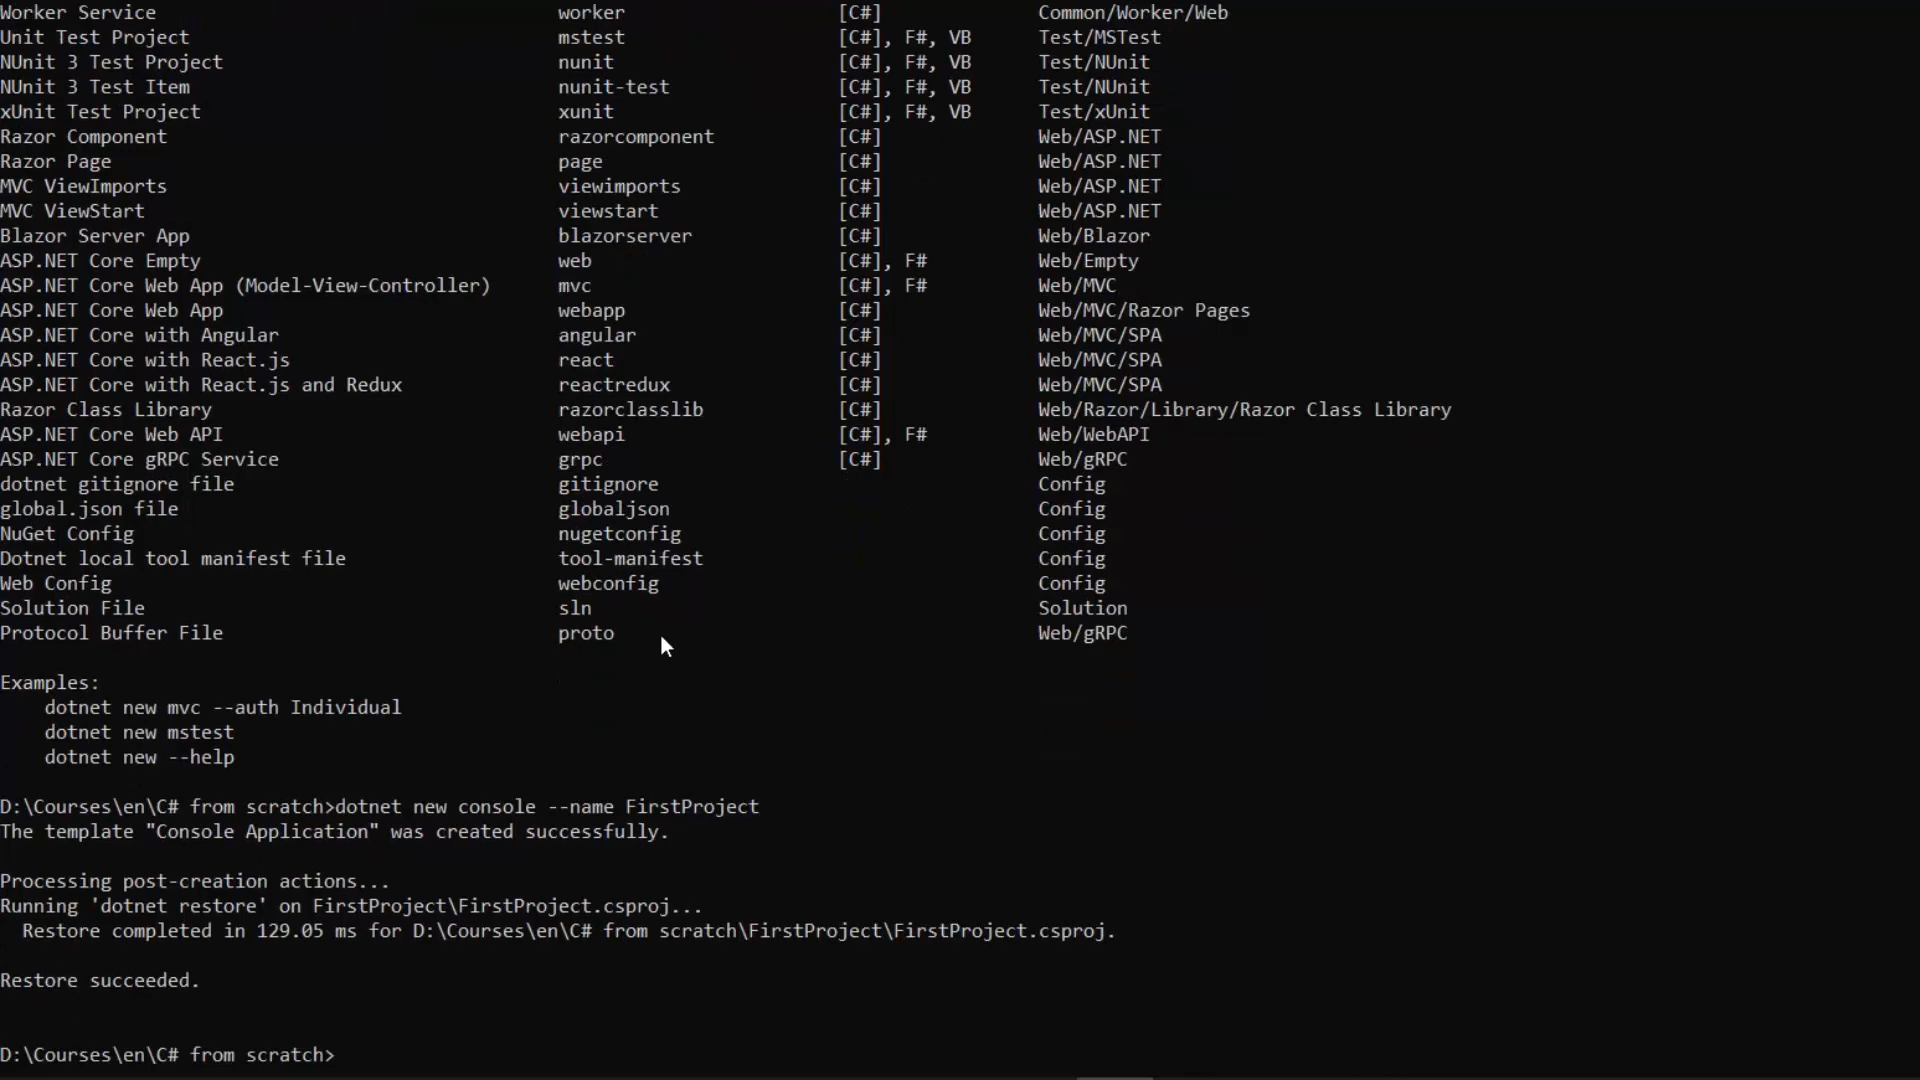 Worker Service worker [C#] Common/Worker/Web
Unit Test Project mstest [C#], F#, VB Test/MSTest
NUnit 3 Test Project nunit [C#], F#, VB Test/NUnit
NUnit 3 Test Item nunit-test [C#], F#, VB Test/NUnit
xUnit Test Project xunit [C#], F#, VB Test/xUnit
Razor Component razorcomponent [C#] Web/ASP.NET
Razor Page page [C#] Web/ASP.NET
MVC ViewImports viewimports [C#] Web/ASP.NET
MVC ViewStart viewstart [C#] Web/ASP.NET
Blazor Server App blazorserver [C#] Web/Blazor
ASP.NET Core Empty web [C#], F# Web/Empty
ASP.NET Core Web App (Model-View-Controller) mvc [C#], F# Web/MVC
ASP.NET Core Web App webapp [C#] Web/MVC/Razor Pages
ASP.NET Core with Angular angular [C#] Web/MVC/SPA
ASP.NET Core with React.js react [C#] Web/MVC/SPA
ASP.NET Core with React.js and Redux reactredux [C#] Web/MVC/SPA
Razor Class Library razorclasslib [C#] Web/Razor/Library/Razor Class Library
ASP.NET Core Web API webapi [C#], F# Web/WebAPI
ASP.NET Core gRPC Service grpc [C#] Web/gRPC
dotnet gitignore file gitignore Config
global.json file globaljson Config
NuGet Config nugetconfig Config
Dotnet local tool manifest file tool-manifest Config
Web Config webconfig Config
Solution File sln Solution
Protocol Buffer File proto Web/gRPC
Examples:
dotnet new mvc --auth Individual
dotnet new mstest
dotnet new --help
D:\Courses\en\C# from scratch>dotnet new console --name FirstProject
The template "Console Application" was created successfully.
Processing post-creation actions...
Running 'dotnet restore' on FirstProject\FirstProject.csproj...
Restore completed in 129.05 ms for D:\Courses\en\C# from scratch\FirstProject\FirstProject.csproj.
Restore succeeded.
D:\Courses\en\C# from scratch>